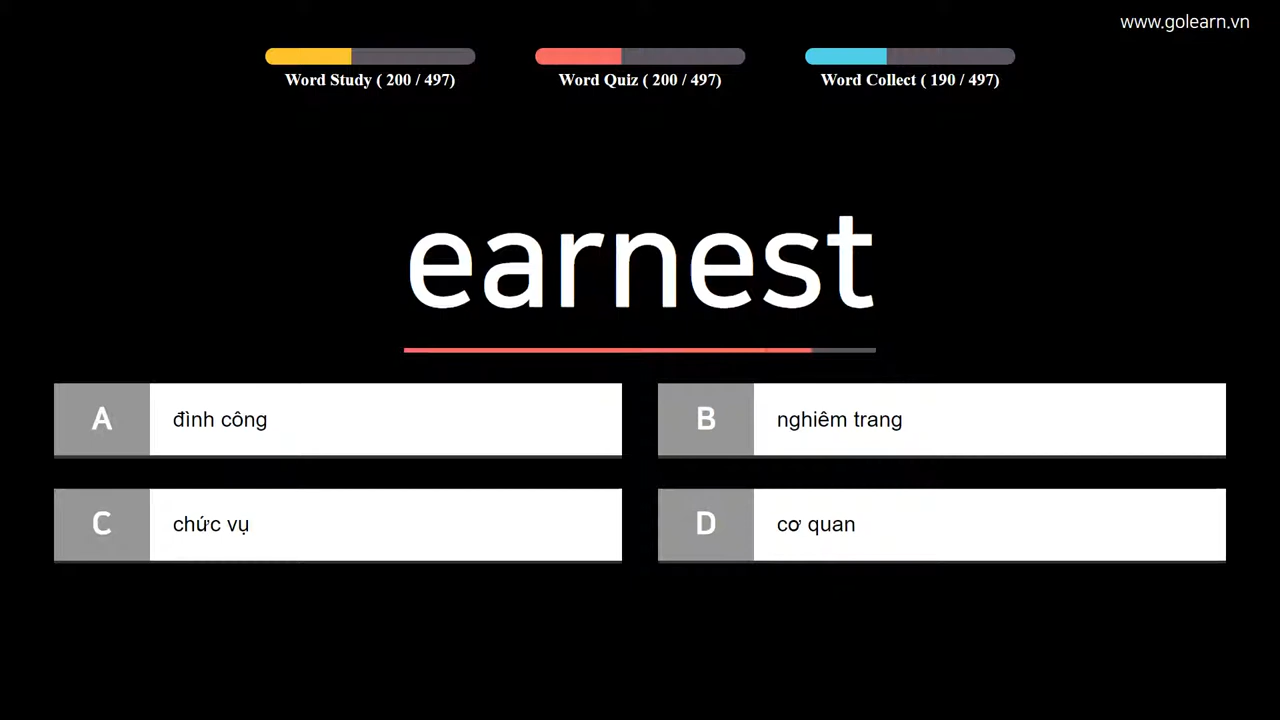 www.golearn.vn
Word Study ( 200 / 497)
Word Quiz ( 200 / 497)
Word Collect ( 190 / 497)
earnest
A
đình công
B
nghiêm trang
C
chức vụ
D
cơ quan